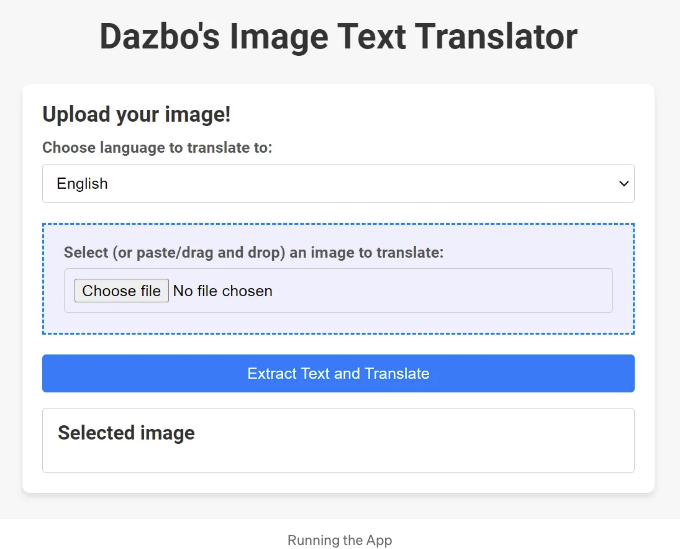 Dazbo's Image Text Translator
Upload your image!
Choose language to translate to:
English
Select (or paste/drag and drop) an image to translate:
Choose file No file chosen
Extract Text and Translate
Selected image
Running the App